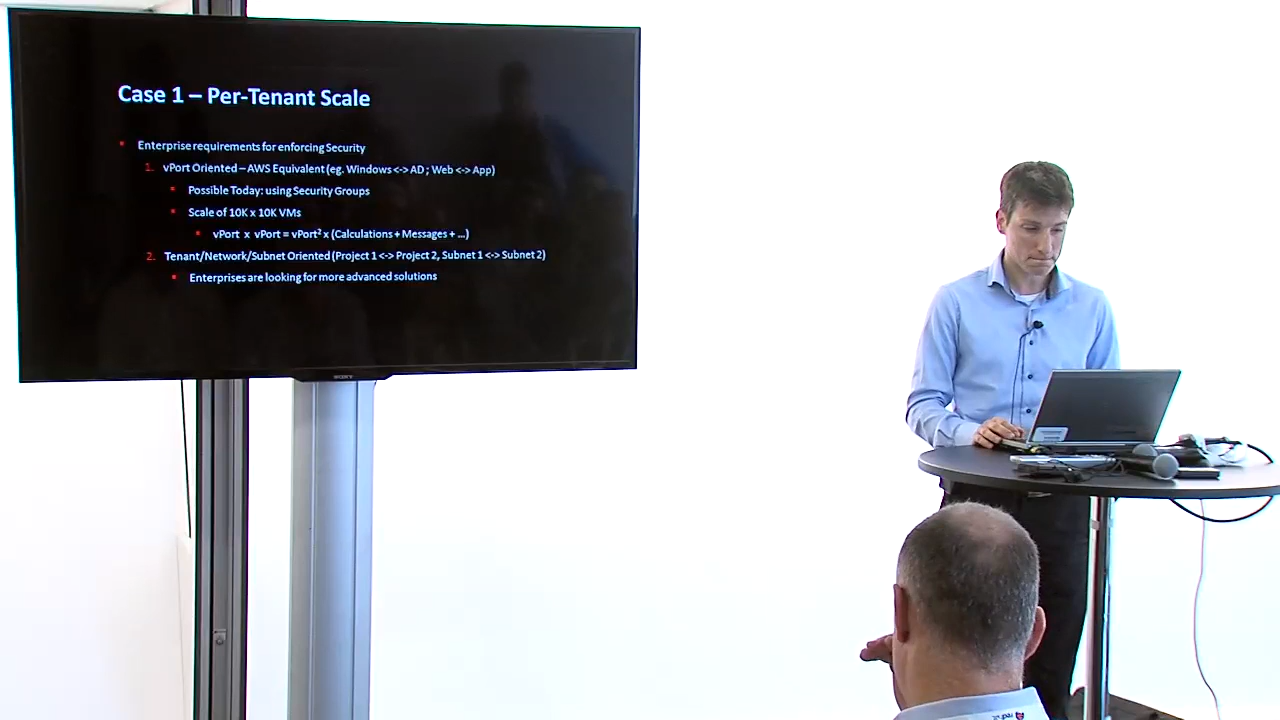 Case 1 – Per-Tenant Scale
Enterprise requirements for enforcing Security
1. vPort Oriented – AWS Equivalent (eg. Windows <-> AD ; Web <-> App)
Possible Today: using Security Groups
Scale of 10K x 10K VMs
vPort x vPort = vPort² x (Calculations + Messages + ...)
2. Tenant/Network/Subnet Oriented (Project 1 <-> Project 2, Subnet 1 <-> Subnet 2)
Enterprises are looking for more advanced solutions
SONY